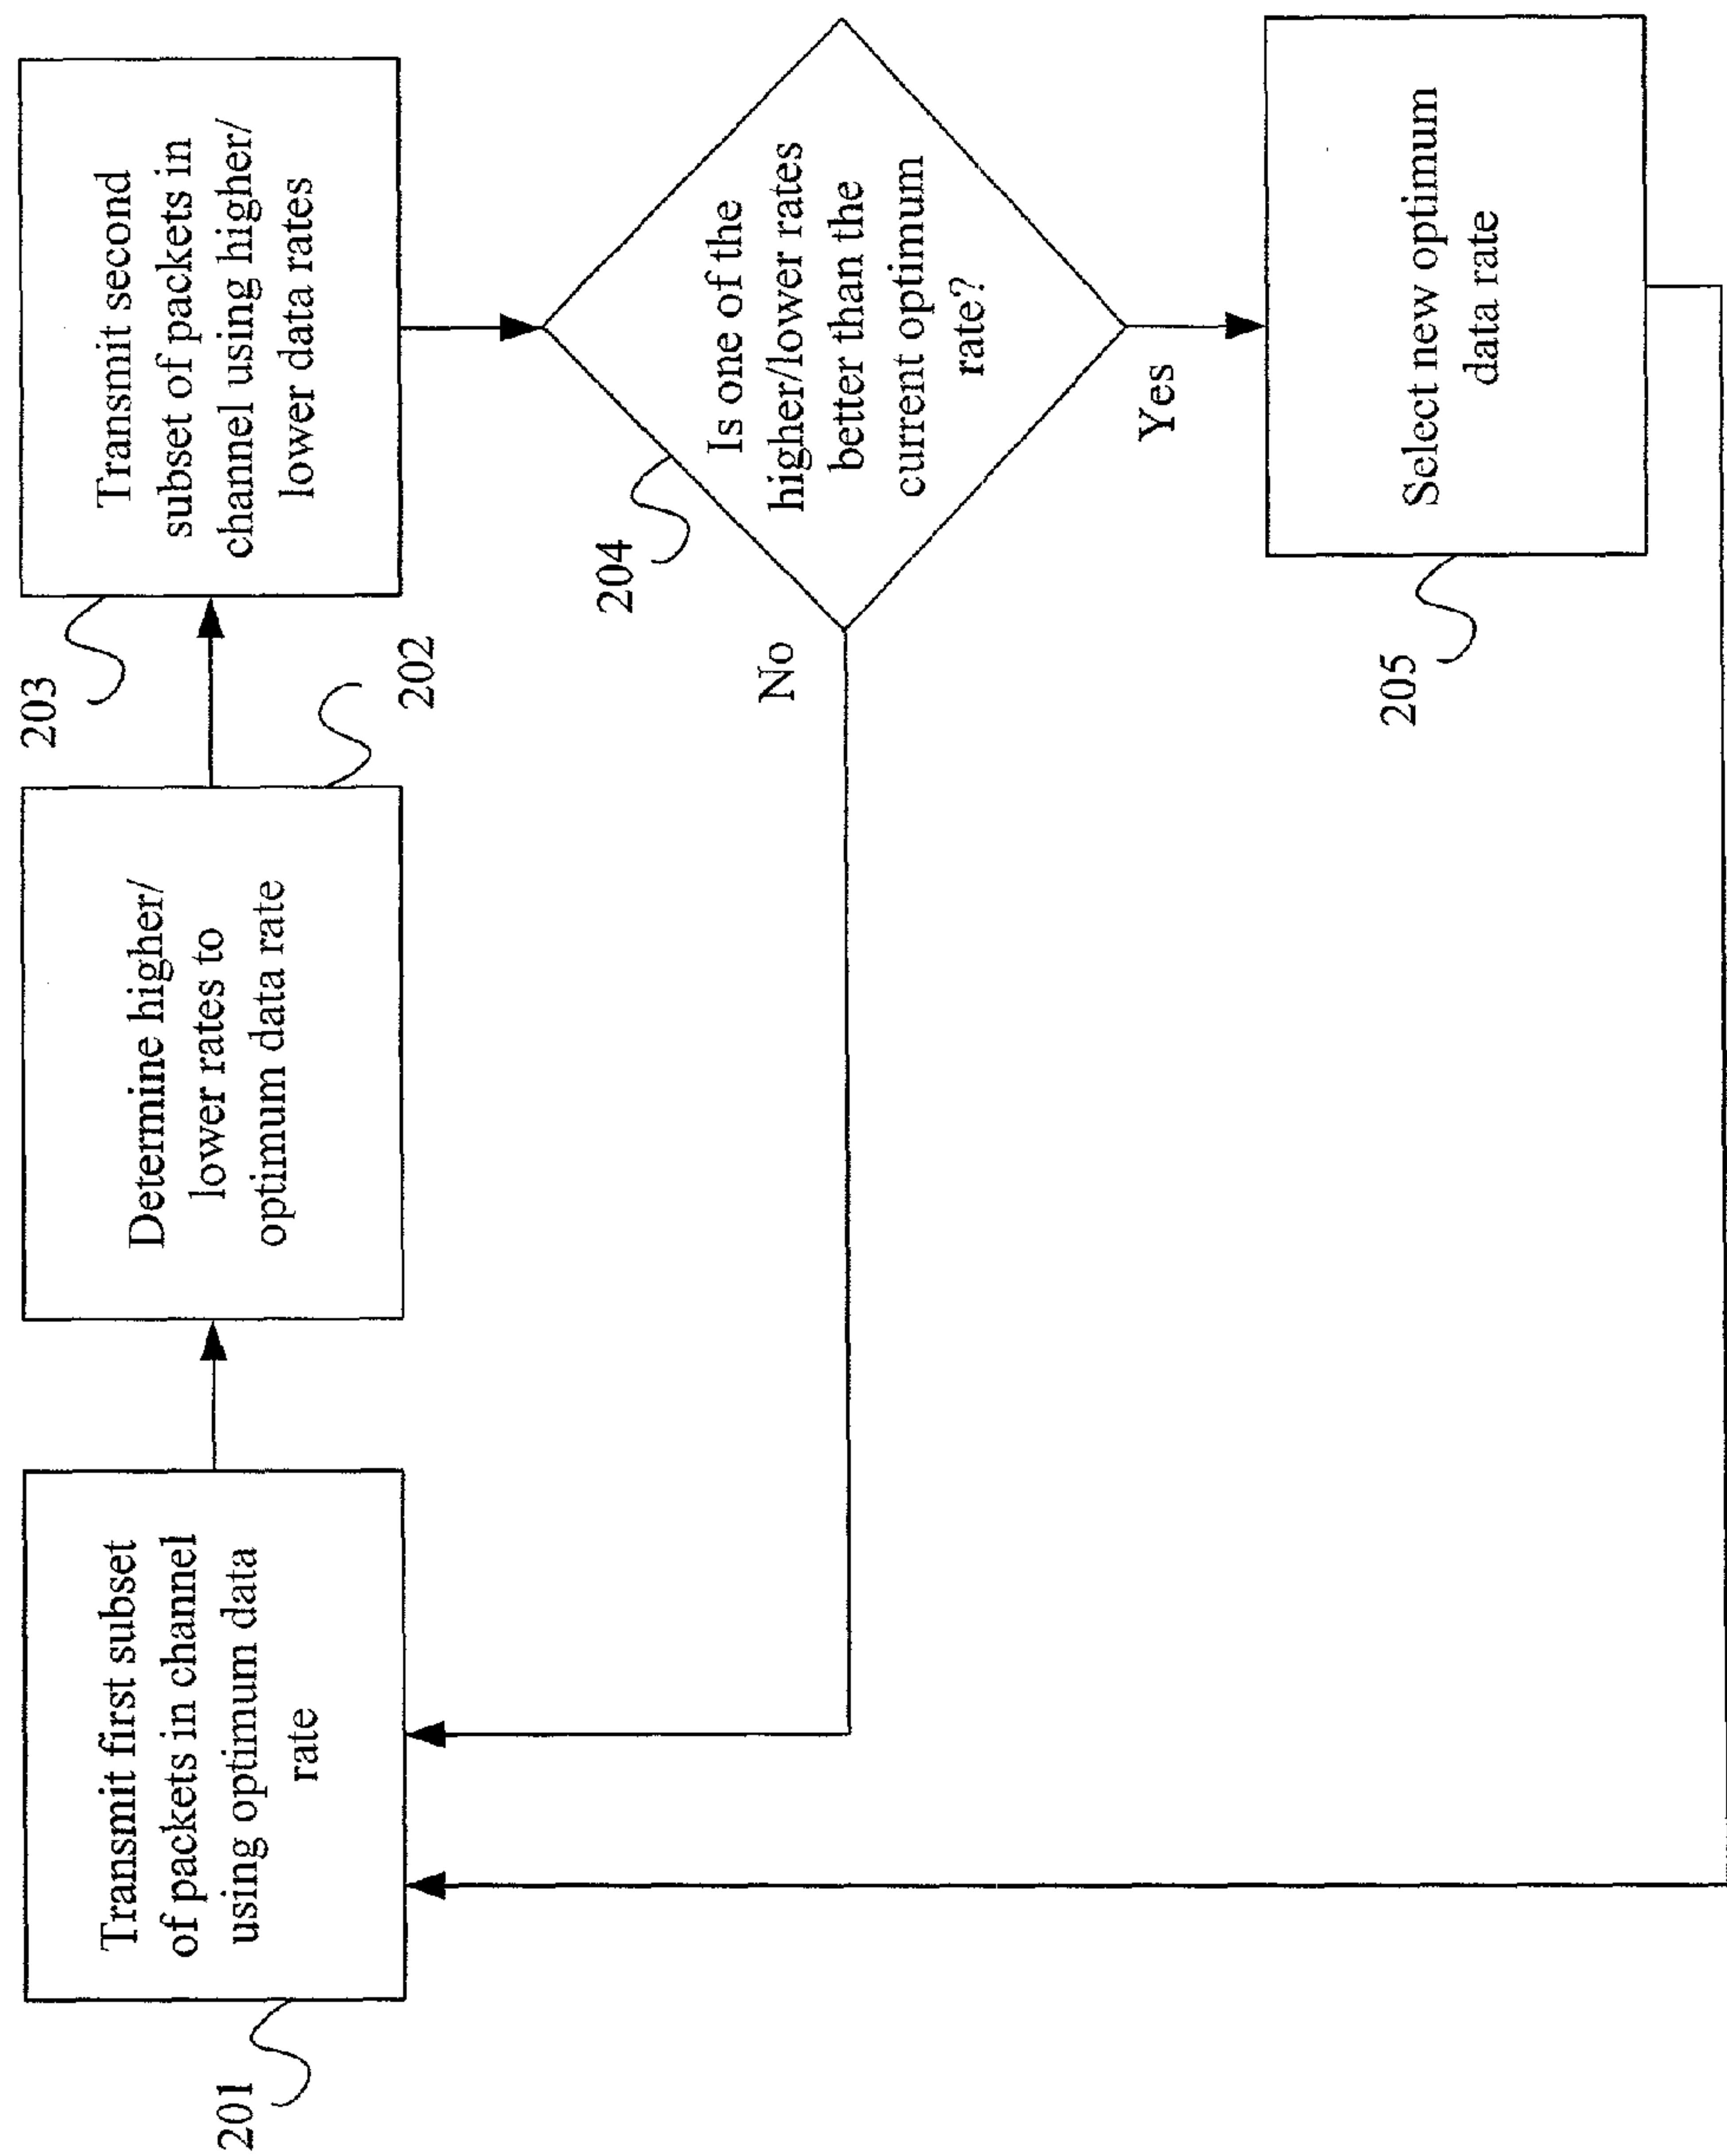 201
Transmit first subset
of packets in channel
using optimum data
rate
202
Determine higher/
lower rates to
optimum data rate
203
Transmit second
subset of packets in
channel using higher/
lower data rates
204
Is one of the
higher/lower rates
better than the
current optimum
rate?
No
Yes
205
Select new optimum
data rate